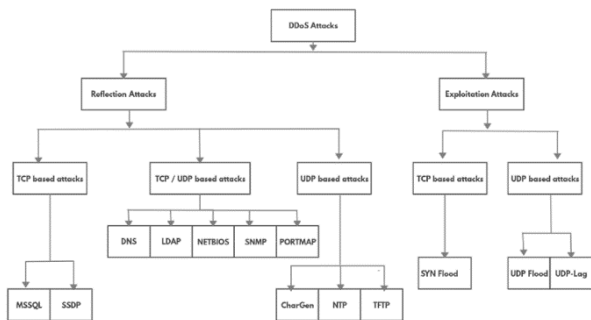 DDoS Attacks
Reflection Attacks
Exploitation Attacks
TCP based attacks
TCP / UDP based attacks
UDP based attacks
TCP based attacks
UDP based attacks
DNS
LDAP
NETBIOS
SNMP
PORTMAP
SYN Flood
UDP Flood
UDP-Lag
MSSQL
SSDP
CharGen
NTP
TFTP